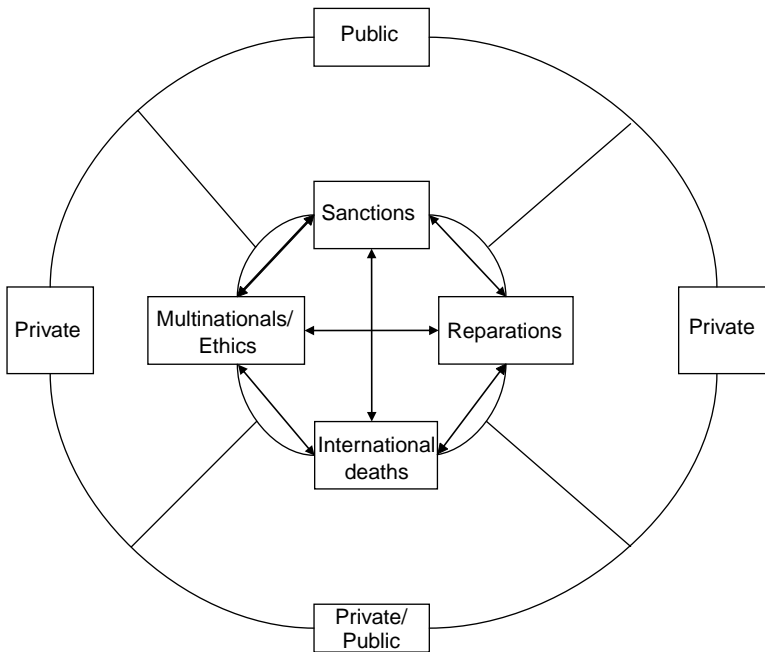 Public
Sanctions
Private
Multinationals/
Ethics
Reparations
Private
International
deaths
Private/
Public